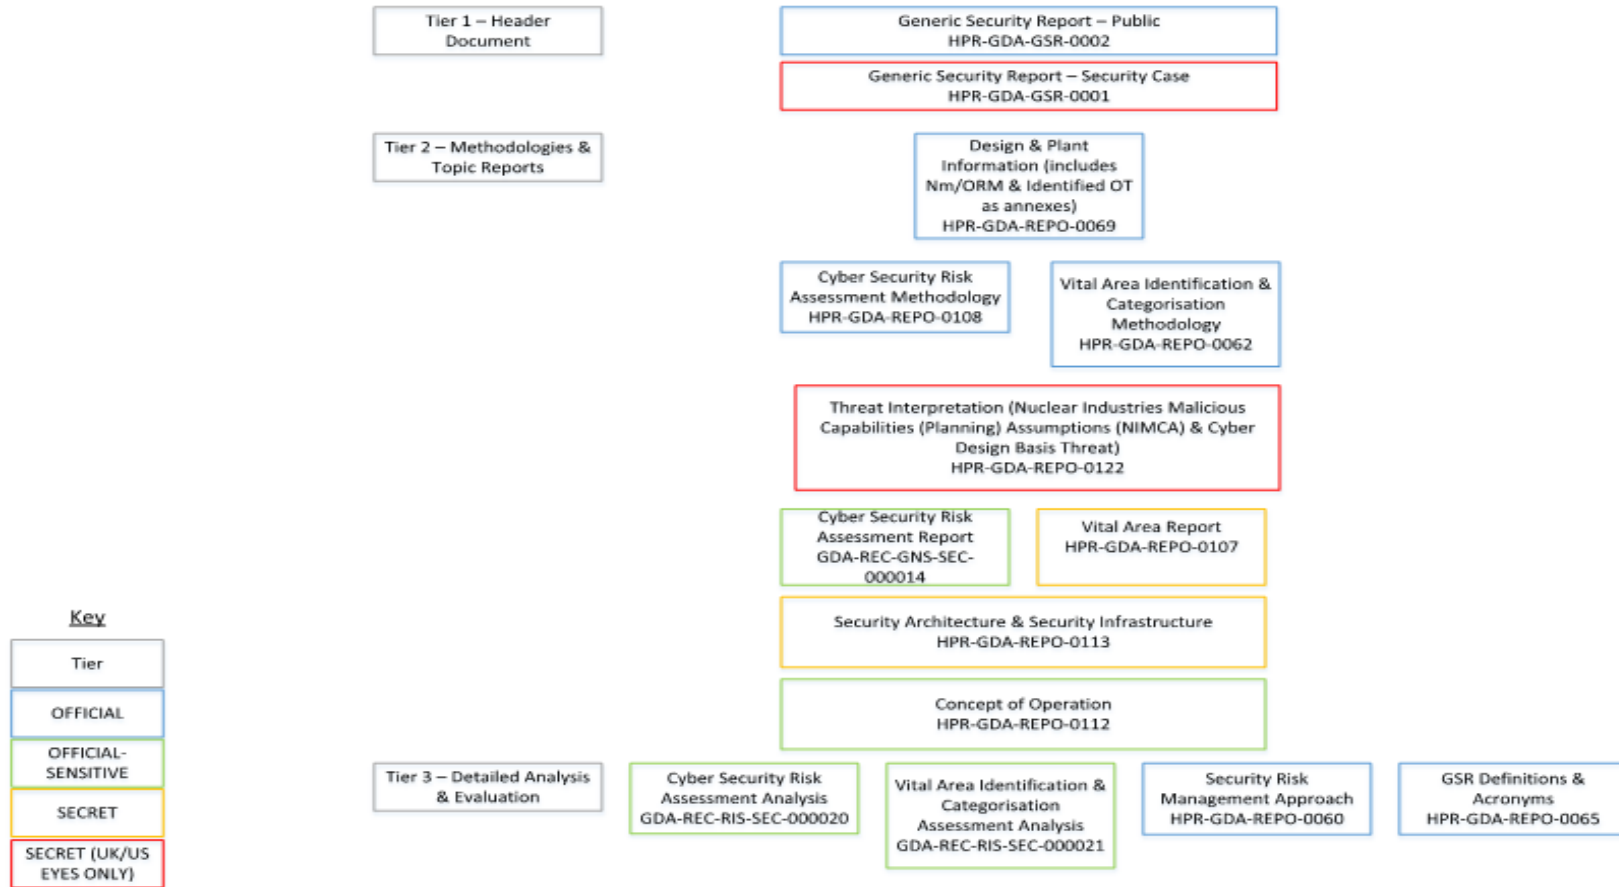 Tier 1 – Header
Document
Generic Security Report – Public
HPR-GDA-GSR-0002
Generic Security Report – Security Case
HPR-GDA-GSR-0001
Tier 2 – Methodologies &
Topic Reports
Design & Plant
Information (includes
Nm/ORM & Identified OT
as annexes)
HPR-GDA-REPO-0069
Cyber Security Risk
Assessment Methodology
HPR-GDA-REPO-0108
Vital Area Identification &
Categorisation
Methodology
HPR-GDA-REPO-0062
Threat Interpretation (Nuclear Industries Malicious
Capabilities (Planning) Assumptions (NIMCA) & Cyber
Design Basis Threat)
HPR-GDA-REPO-0122
Cyber Security Risk
Assessment Report
GDA-REC-GNS-SEC-
000014
Vital Area Report
HPR-GDA-REPO-0107
Security Architecture & Security Infrastructure
HPR-GDA-REPO-0113
Concept of Operation
HPR-GDA-REPO-0112
Tier 3 – Detailed Analysis
& Evaluation
Cyber Security Risk
Assessment Analysis
GDA-REC-RIS-SEC-000020
Vital Area Identification &
Categorisation
Assessment Analysis
GDA-REC-RIS-SEC-000021
Security Risk
Management Approach
HPR-GDA-REPO-0060
GSR Definitions &
Acronyms
HPR-GDA-REPO-0065
Key
Tier
OFFICIAL
OFFICIAL-
SENSITIVE
SECRET
SECRET (UK/US
EYES ONLY)